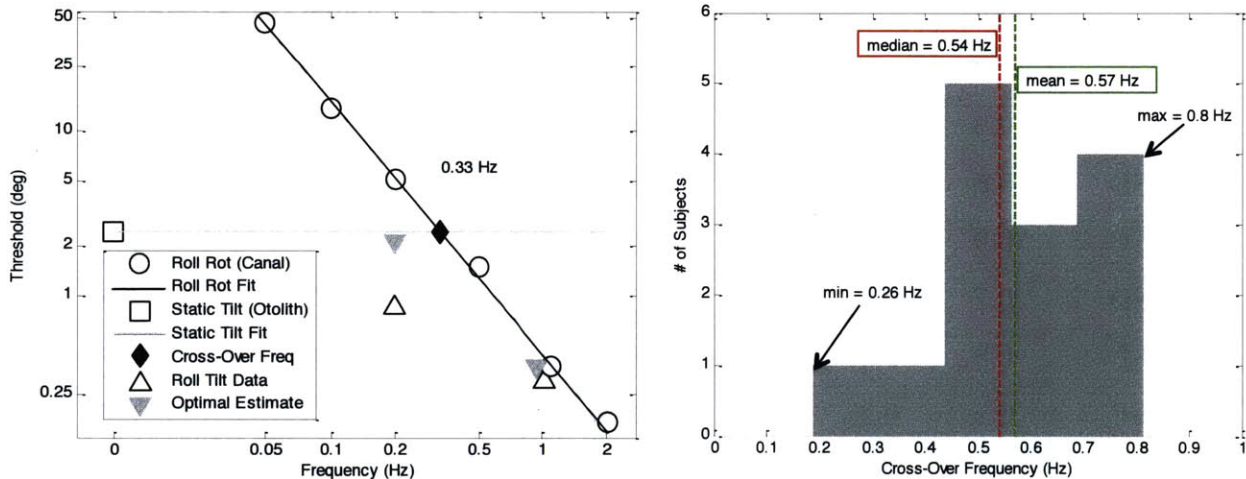 50
25
10
5
2
1
0.25
Threshold (deg)
0.33 Hz
Roll Rot (Canal)
Roll Rot Fit
Static Tilt (Otolith)
Static Tilt Fit
Cross-Over Freq
Roll Tilt Data
Optimal Estimate
0 0.05 0.1 0.2 0.5 1 2
Frequency (Hz)
6
5
4
3
2
1
0
# of Subjects
median = 0.54 Hz
mean = 0.57 Hz
max = 0.8 Hz
min = 0.26 Hz
0 0.1 0.2 0.3 0.4 0.5 0.6 0.7 0.8 0.9 1
Cross-Over Frequency (Hz)